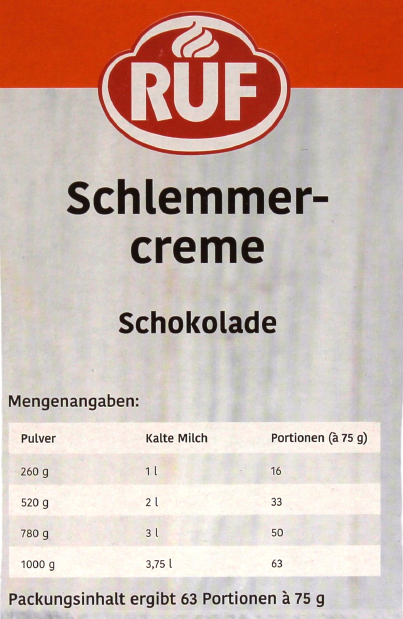 RUF
Schlemmer-
creme
Schokolade
Mengenangaben:
Pulver Kalte Milch Portionen (à 75 g)
260 g 1 l 16
520 g 2 l 33
780 g 3 l 50
1000 g 3,75 l 63
Packungsinhalt ergibt 63 Portionen à 75 g